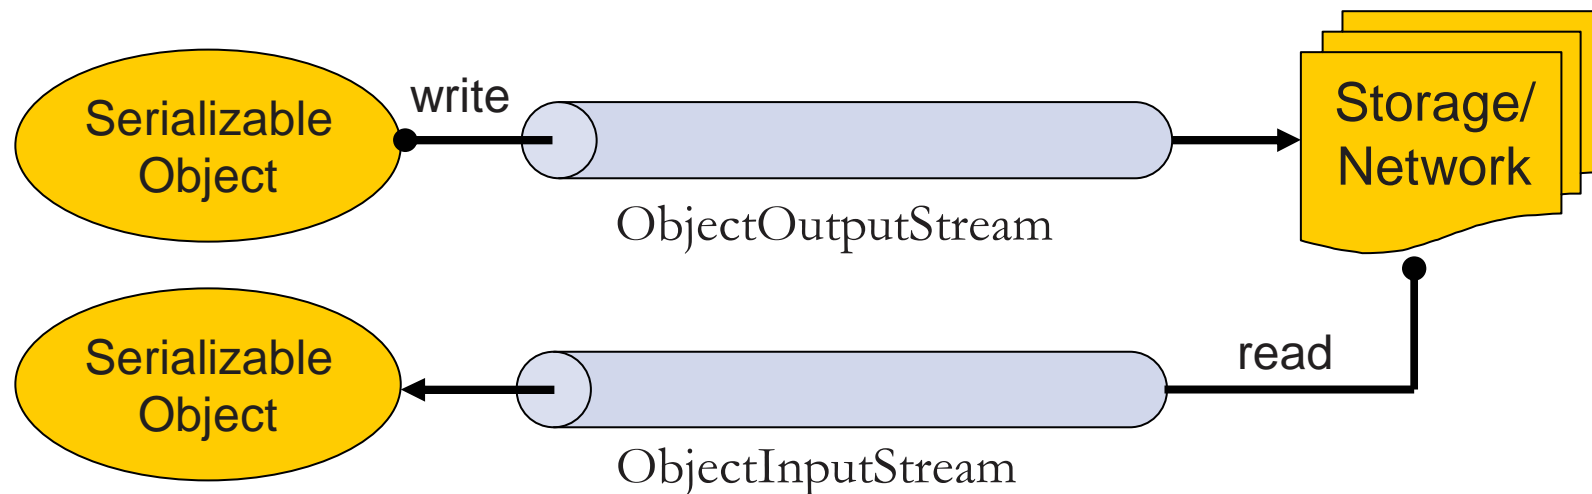 Serializable
Object
write
ObjectOutputStream
Storage/
Network
Serializable
Object
read
ObjectInputStream